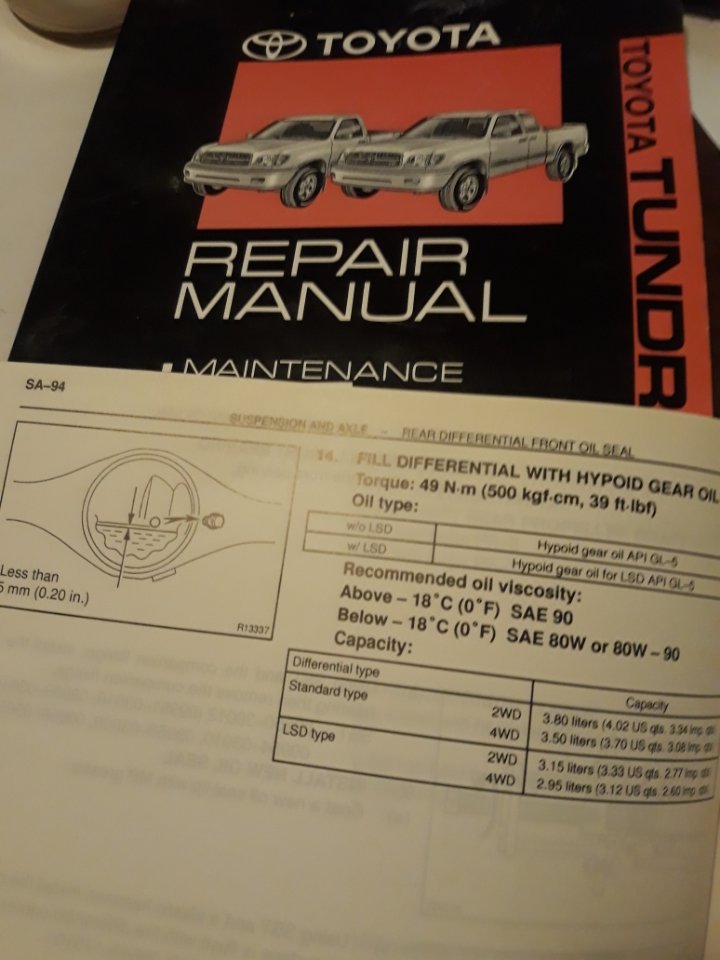 TOYOTA
TOYOTA TUNDR
REPAIR
MANUAL
MAINTENANCE
SA–94
SUSPENSION AND AXLE – REAR DIFFERENTIAL FRONT OIL SEAL
14. FILL DIFFERENTIAL WITH HYPOID GEAR OIL
Torque: 49 N·m (500 kgf·cm, 39 ft·lbf)
Oil type:
w/o LSD Hypoid gear oil API GL–5
w/ LSD Hypoid gear oil for LSD API GL–5
Recommended oil viscosity:
Above – 18°C (0°F) SAE 90
Below – 18°C (0°F) SAE 80W or 80W – 90
Capacity:
Differential type Capacity
Standard type 2WD 3.80 liters (4.02 US qts. 3.34 Imp. qts
4WD 3.50 liters (3.70 US qts. 3.08 Imp. qts
LSD type 2WD 3.15 liters (3.33 US qts. 2.77 Imp. qts
4WD 2.95 liters (3.12 US qts. 2.60 Imp. qts
Less than
5 mm (0.20 in.)
R13337